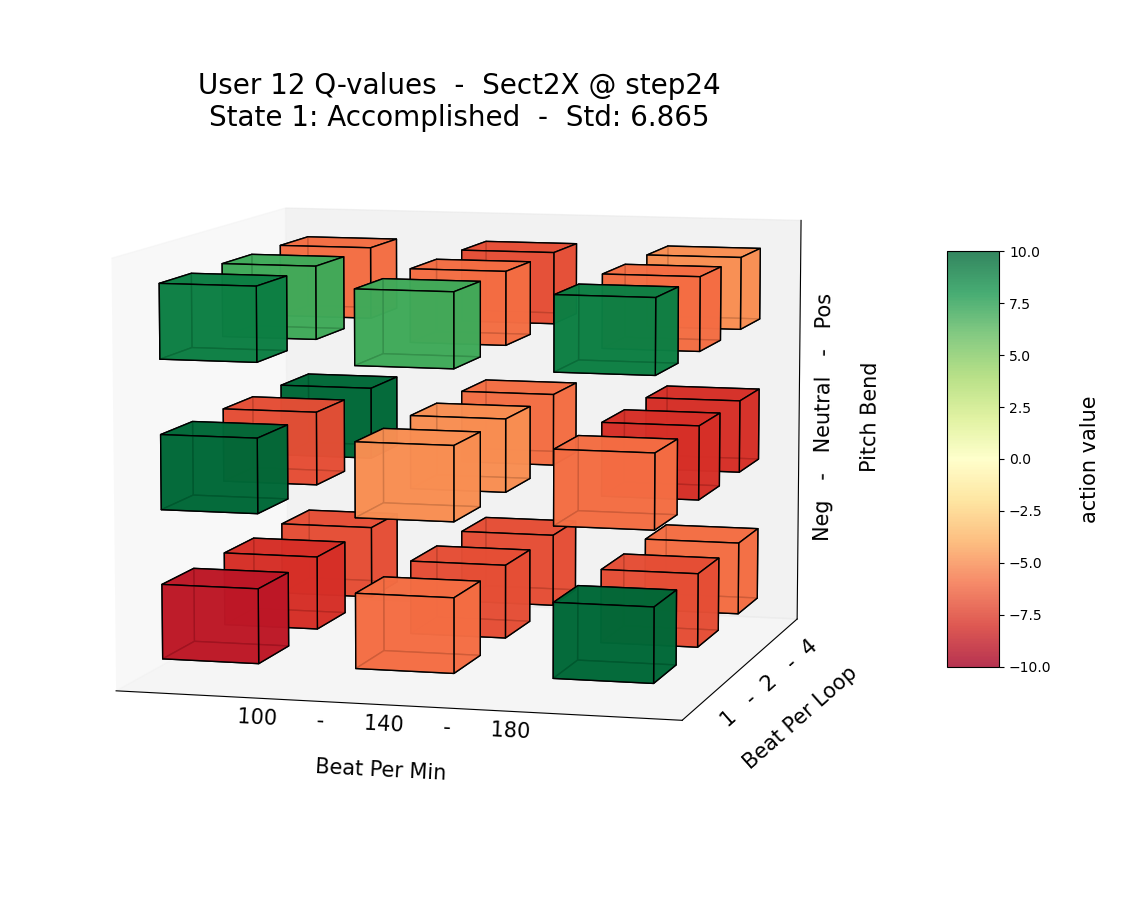 User 12 Q-values  -  Sect2X @ step24
State 1: Accomplished  -  Std: 6.865
10.0
7.5
5.0
2.5
0.0
−2.5
−5.0
−7.5
−10.0
action value
Neg   -   Neutral   -   Pos
Pitch Bend
1  -  2  -  4
Beat Per Loop
100     -     140     -     180
Beat Per Min